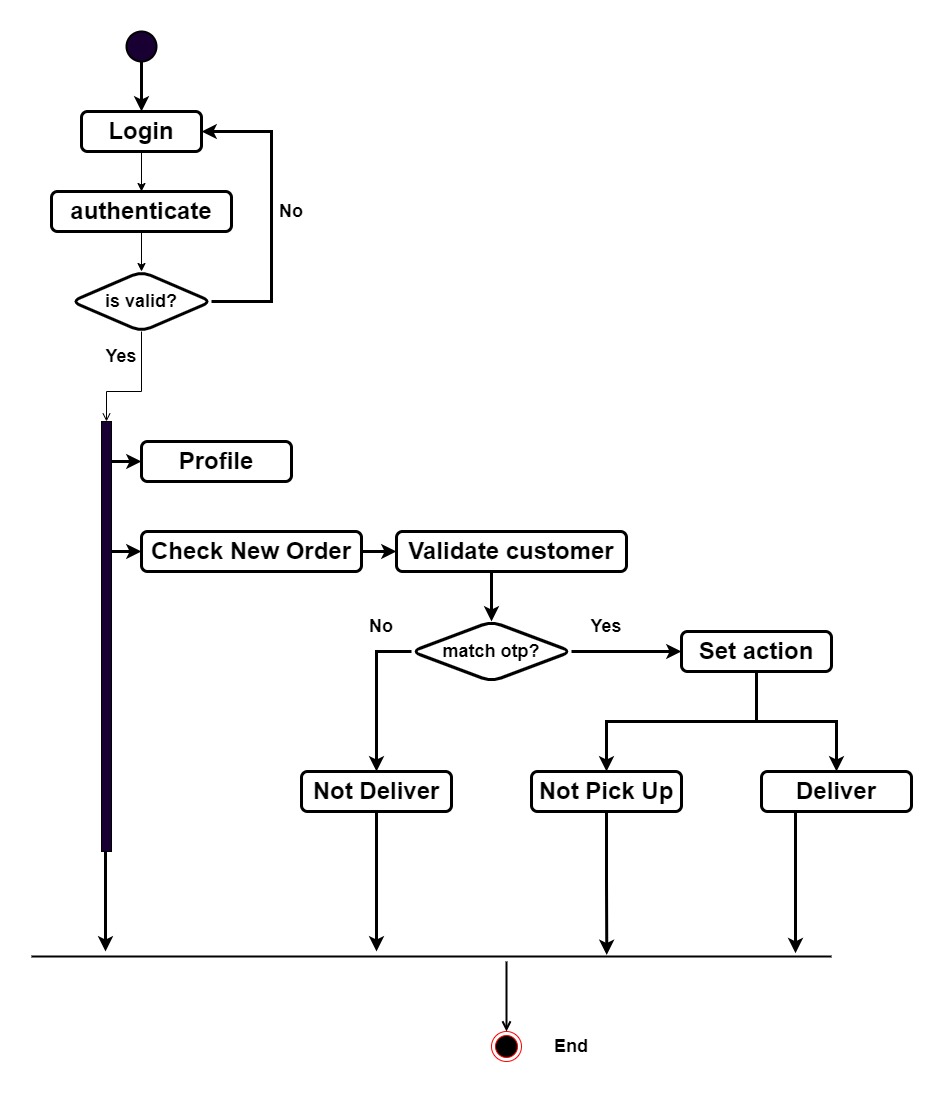 Login
authenticate
No
is valid?
Yes
Profile
Check New Order
Validate customer
No
Yes
match otp?
Set action
Not Deliver
Not Pick Up
Deliver
End